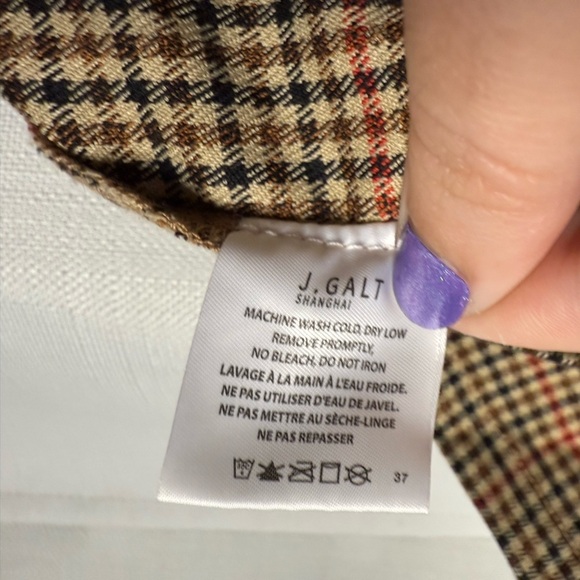 J. GALT
SHANGHAI
MACHINE WASH COLD, DRY LOW
REMOVE PROMPTLY,
NO BLEACH, DO NOT IRON
LAVAGE À LA MAIN À L'EAU FROIDE.
NE PAS UTILISER D'EAU DE JAVEL.
NE PAS METTRE AU SÈCHE-LINGE
NE PAS REPASSER
37